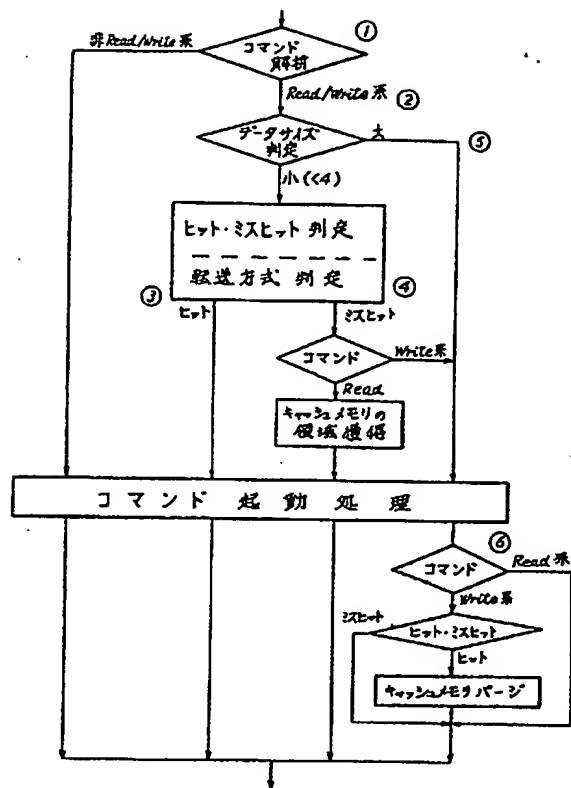 ①
コマンド
解析
非Read/Write系
Read/Write系 ②
データサイズ
判定
大
⑤
小(<4)
ヒット・ミスヒット 判定
転送方式 判定
③
④
ヒット
ミスヒット
コマンド
Write系
Read
キャッシュメモリの
領域獲得
コマンド起動処理
⑥
コマンド
Read系
Write系
ミスヒット
ヒット・ミスヒット
ヒット
キャッシュメモリパージ